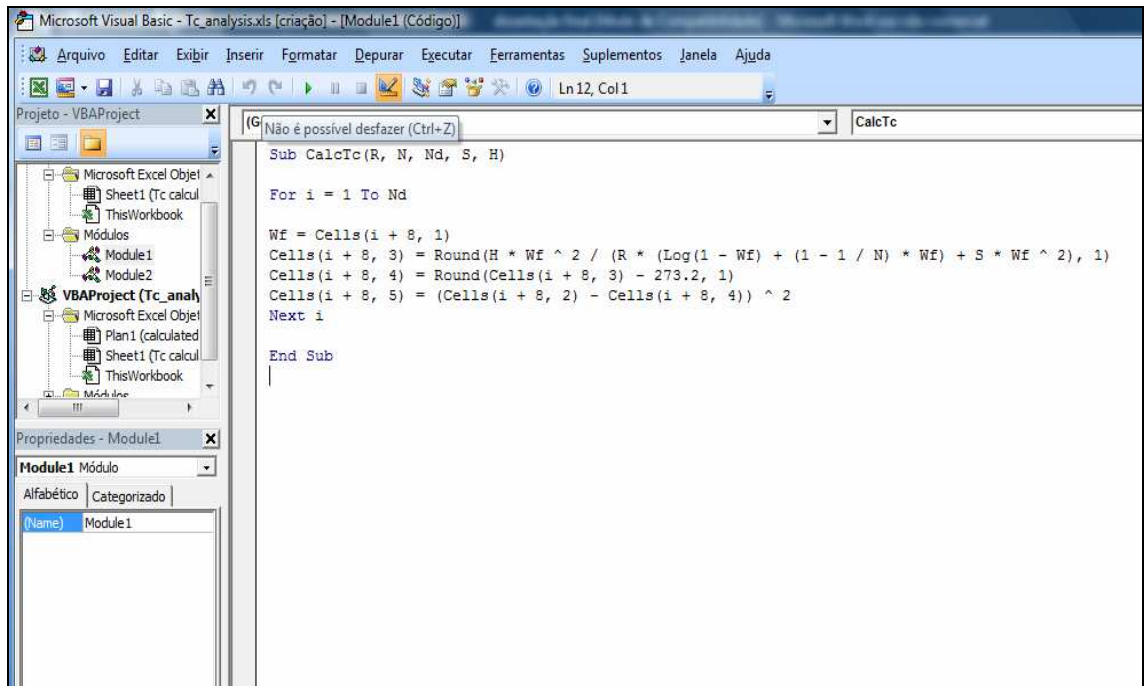 Microsoft Visual Basic - Tc_analysis.xls [criação] - [Module1 (Código)]
Arquivo Editar Exibir Inserir Formatar Depurar Executar Ferramentas Suplementos Janela Ajuda
Ln 12, Col 1
Projeto - VBAProject
(G
Não é possível desfazer (Ctrl+Z)
CalcTc
Microsoft Excel Objet
Sheet1 (Tc calcul
ThisWorkbook
Módulos
Module1
Module2
VBAProject (Tc_analy
Microsoft Excel Objet
Plan1 (calculated
Sheet1 (Tc calcul
ThisWorkbook
Módulos
Propriedades - Module1
Module1 Módulo
Alfabético Categorizado
(Name) Module1
Sub CalcTc(R, N, Nd, S, H)
For i = 1 To Nd
Wf = Cells(i + 8, 1)
Cells(i + 8, 3) = Round(H * Wf ^ 2 / (R * (Log(1 - Wf) + (1 - 1 / N) * Wf) + S * Wf ^ 2), 1)
Cells(i + 8, 4) = Round(Cells(i + 8, 3) - 273.2, 1)
Cells(i + 8, 5) = (Cells(i + 8, 2) - Cells(i + 8, 4)) ^ 2
Next i
End Sub